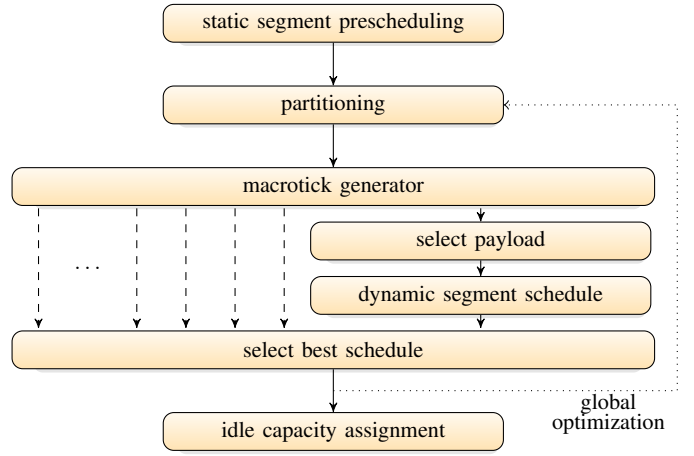 static segment prescheduling
partitioning
macrotick generator
select payload
...
dynamic segment schedule
select best schedule
global
optimization
idle capacity assignment